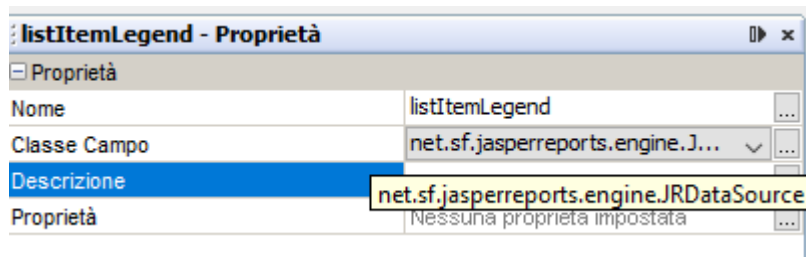 listItemLegend - Proprietà
Proprietà
Nome listItemLegend ...
Classe Campo net.sf.jasperreports.engine.J... ...
Descrizione
net.sf.jasperreports.engine.JRDataSource
Proprietà Nessuna proprietà impostata ...